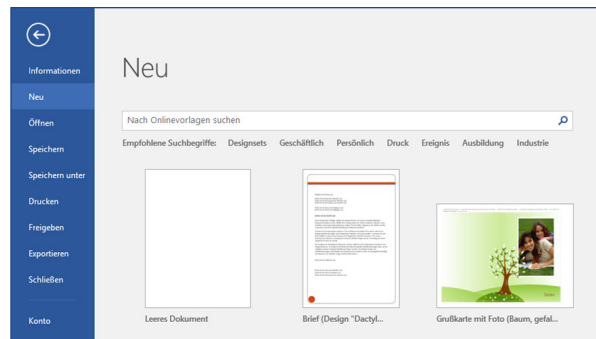 Informationen
Neu
Öffnen
Speichern
Speichern unter
Drucken
Freigeben
Exportieren
Schließen
Konto
Neu
Nach Onlinevorlagen suchen
Empfohlene Suchbegriffe: Designsets Geschäftlich Persönlich Druck Ereignis Ausbildung Industrie
Leeres Dokument
Brief (Design "Dactyl...
Grußkarte mit Foto (Baum, gefal...